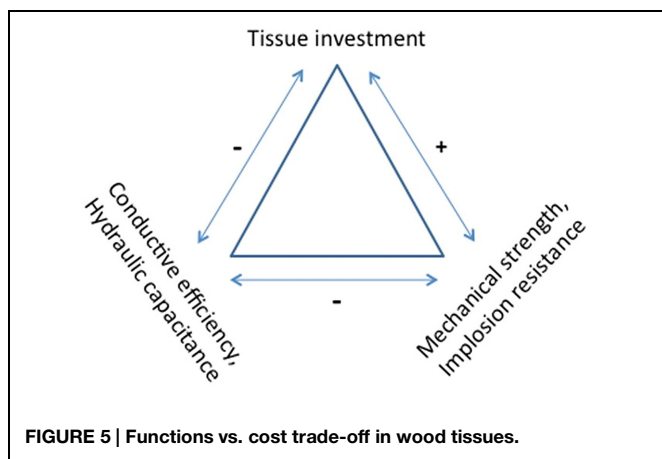 Tissue investment
-
+
Conductive efficiency,
Hydraulic capacitance
Mechanical strength,
Implosion resistance
-
FIGURE 5 | Functions vs. cost trade-off in wood tissues.